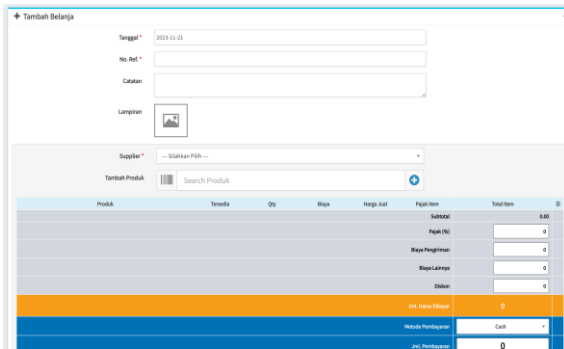 + Tambah Belanja
Tanggal *
2023-11-21
No. Ref. *
Catatan
Lampiran
Supplier *
--- Silahkan Pilih ---
Tambah Produk
Search Produk
Produk Tersedia Qty Biaya Harga Jual Pajak Item Total Item
Subtotal 0.00
Pajak (%) 0
Biaya Pengiriman 0
Biaya Lainnya 0
Diskon 0
Jml. Harus Dibayar 0
Metode Pembayaran Cash
Jml. Pembayaran 0